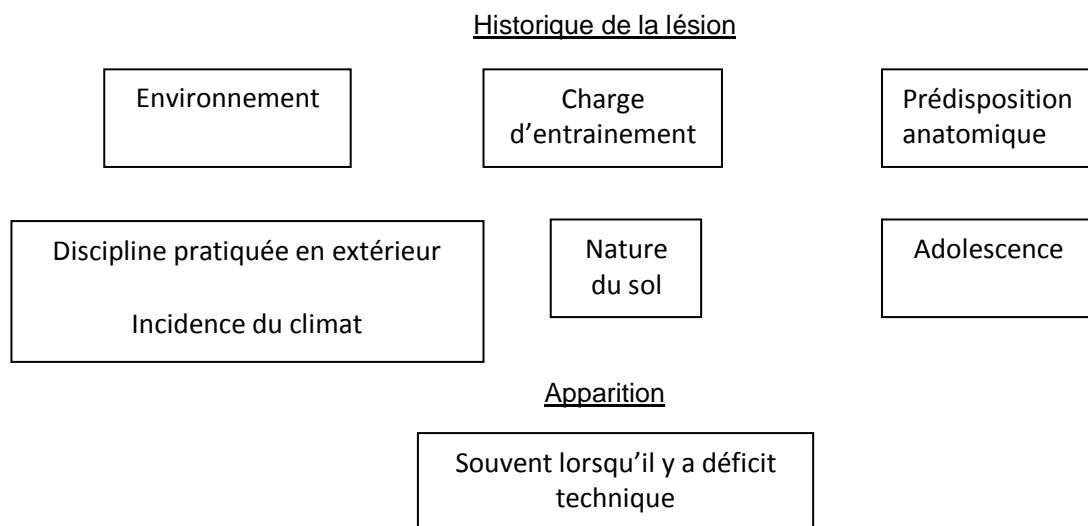 Historique de la lésion
Environnement
Charge
d'entrainement
Prédisposition
anatomique
Discipline pratiquée en extérieur
Incidence du climat
Nature
du sol
Adolescence
Apparition
Souvent lorsqu'il y a déficit
technique